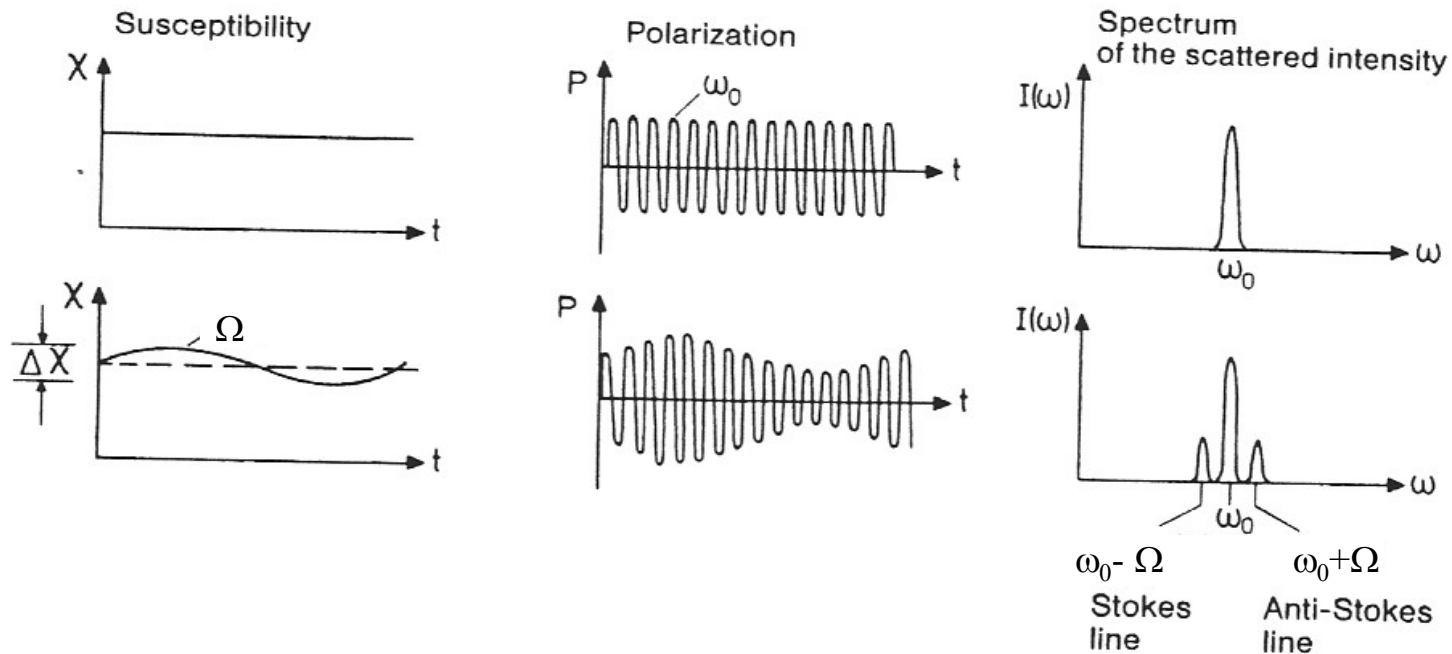 Susceptibility
χ
t
Polarization
P
ω₀
t
Spectrum
of the scattered intensity
I(ω)
ω₀
ω
χ
Δχ
Ω
t
P
t
I(ω)
ω₀
ω
ω₀- Ω
ω₀+Ω
Stokes
line
Anti-Stokes
line